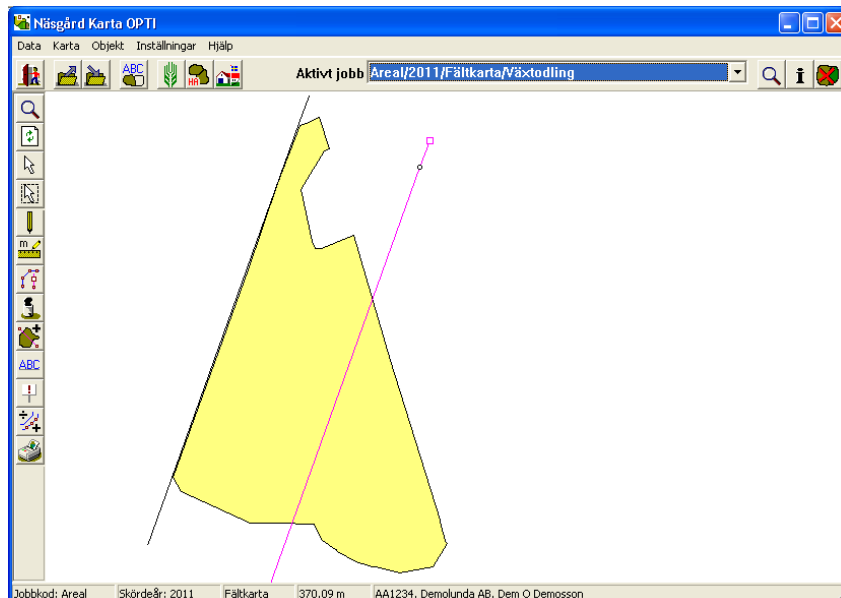 Näsgård Karta OPTI
Data Karta Objekt Inställningar Hjälp
ABC HA Aktivt jobb Areal/2011/Fältkarta/Växtodling i
m
ABC
Jobbkod: Areal Skördeår: 2011 Fältkarta 370.09 m AA1234, Demolunda AB, Dem O Demosson